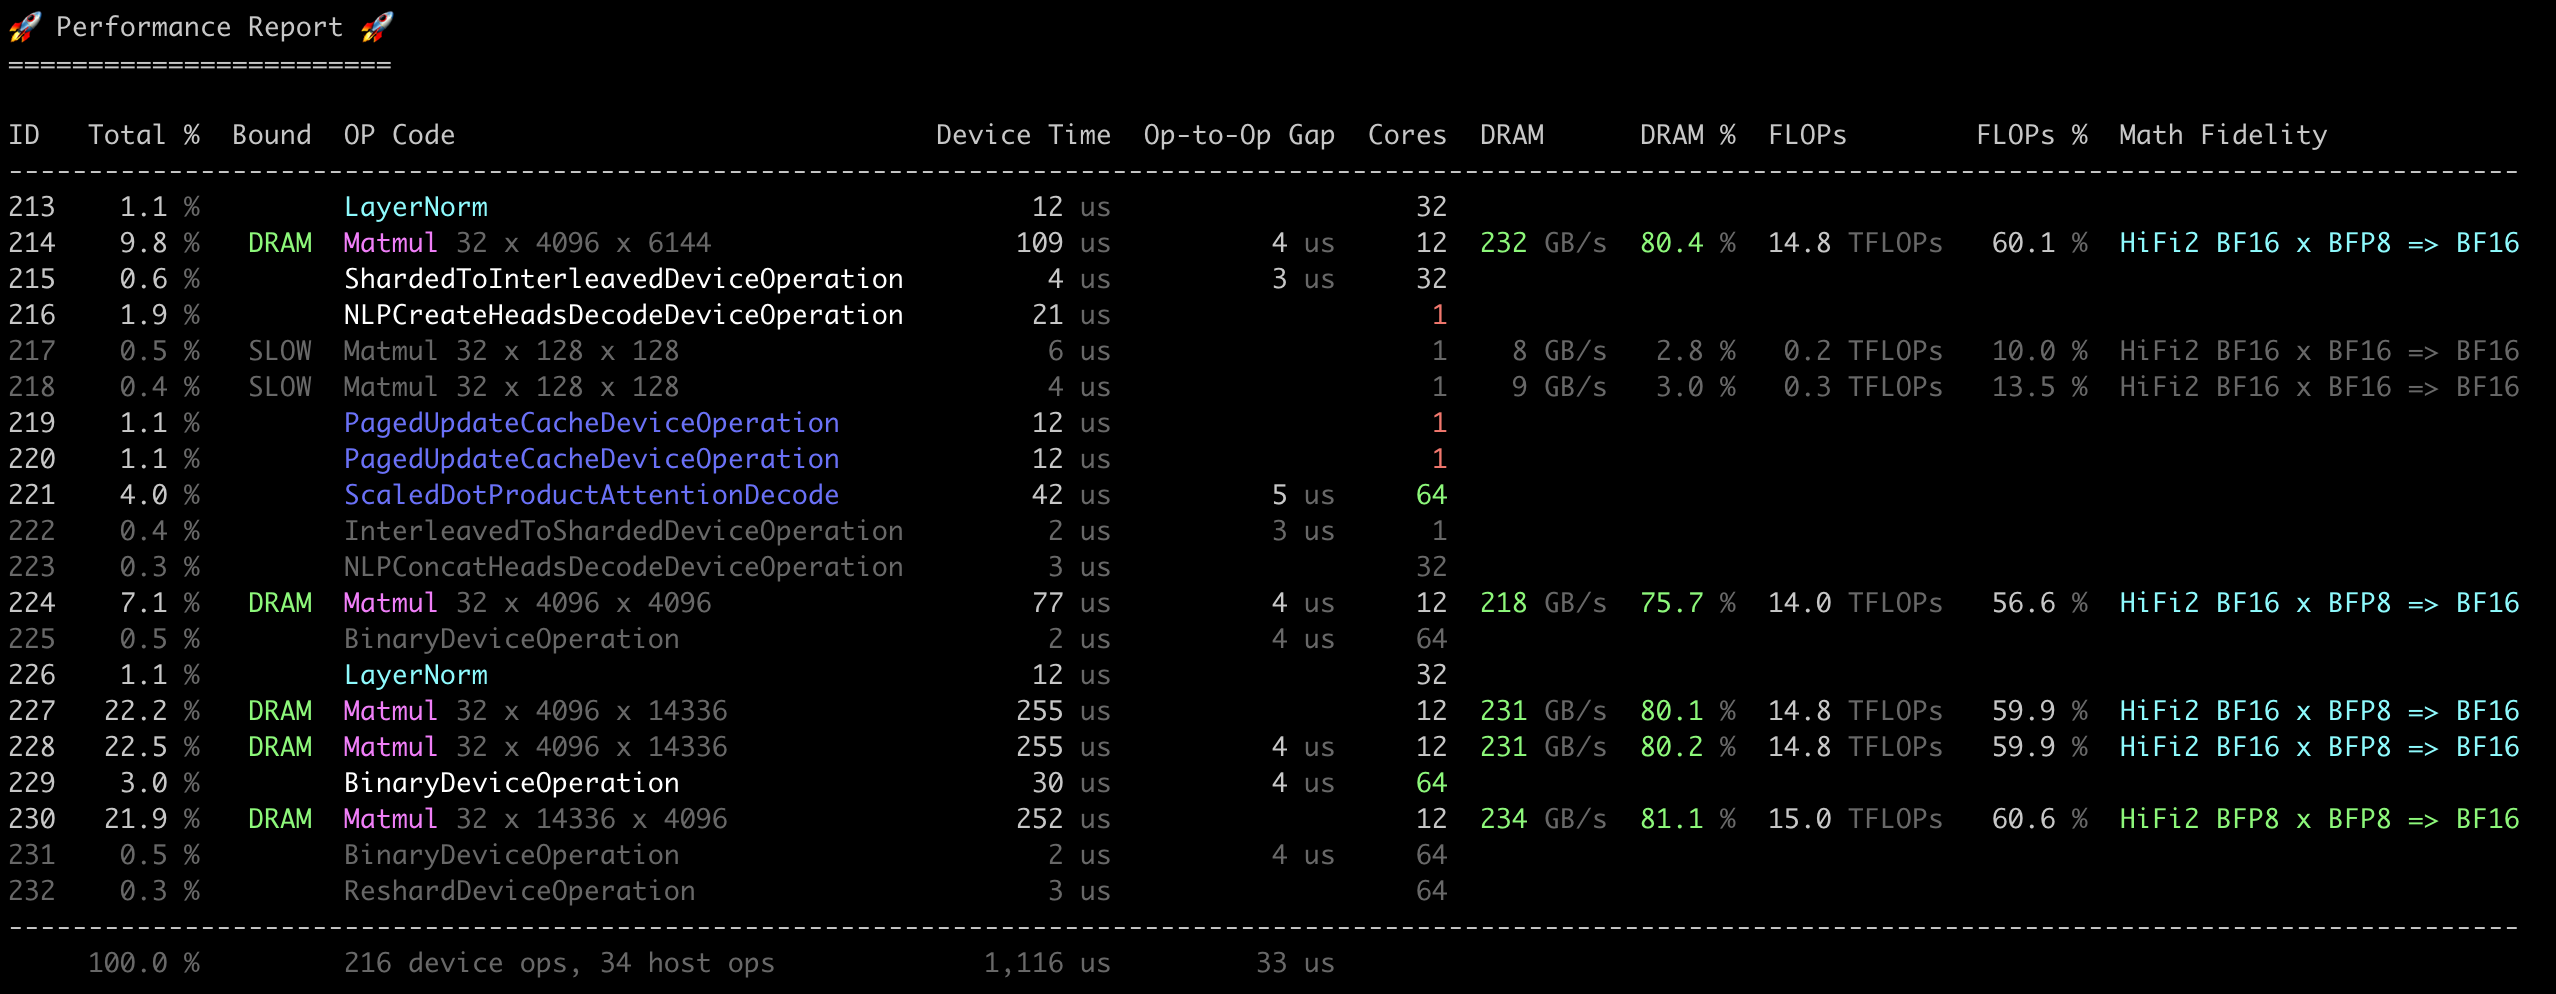 🚀 Performance Report 🚀
========================
ID Total % Bound OP Code Device Time Op-to-Op Gap Cores DRAM DRAM % FLOPs FLOPs % Math Fidelity
-------------------------------------------------------------------------------------------------------------------------------------------------------------
213 1.1 % LayerNorm 12 us 32
214 9.8 % DRAM Matmul 32 x 4096 x 6144 109 us 4 us 12 232 GB/s 80.4 % 14.8 TFLOPs 60.1 % HiFi2 BF16 x BFP8 => BF16
215 0.6 % ShardedToInterleavedDeviceOperation 4 us 3 us 32
216 1.9 % NLPCreateHeadsDecodeDeviceOperation 21 us 1
217 0.5 % SLOW Matmul 32 x 128 x 128 6 us 1 8 GB/s 2.8 % 0.2 TFLOPs 10.0 % HiFi2 BF16 x BF16 => BF16
218 0.4 % SLOW Matmul 32 x 128 x 128 4 us 1 9 GB/s 3.0 % 0.3 TFLOPs 13.5 % HiFi2 BF16 x BF16 => BF16
219 1.1 % PagedUpdateCacheDeviceOperation 12 us 1
220 1.1 % PagedUpdateCacheDeviceOperation 12 us 1
221 4.0 % ScaledDotProductAttentionDecode 42 us 5 us 64
222 0.4 % InterleavedToShardedDeviceOperation 2 us 3 us 1
223 0.3 % NLPConcatHeadsDecodeDeviceOperation 3 us 32
224 7.1 % DRAM Matmul 32 x 4096 x 4096 77 us 4 us 12 218 GB/s 75.7 % 14.0 TFLOPs 56.6 % HiFi2 BF16 x BFP8 => BF16
225 0.5 % BinaryDeviceOperation 2 us 4 us 64
226 1.1 % LayerNorm 12 us 32
227 22.2 % DRAM Matmul 32 x 4096 x 14336 255 us 12 231 GB/s 80.1 % 14.8 TFLOPs 59.9 % HiFi2 BF16 x BFP8 => BF16
228 22.5 % DRAM Matmul 32 x 4096 x 14336 255 us 4 us 12 231 GB/s 80.2 % 14.8 TFLOPs 59.9 % HiFi2 BF16 x BFP8 => BF16
229 3.0 % BinaryDeviceOperation 30 us 4 us 64
230 21.9 % DRAM Matmul 32 x 14336 x 4096 252 us 12 234 GB/s 81.1 % 15.0 TFLOPs 60.6 % HiFi2 BFP8 x BFP8 => BF16
231 0.5 % BinaryDeviceOperation 2 us 4 us 64
232 0.3 % ReshardDeviceOperation 3 us 64
-------------------------------------------------------------------------------------------------------------------------------------------------------------
100.0 % 216 device ops, 34 host ops 1,116 us 33 us